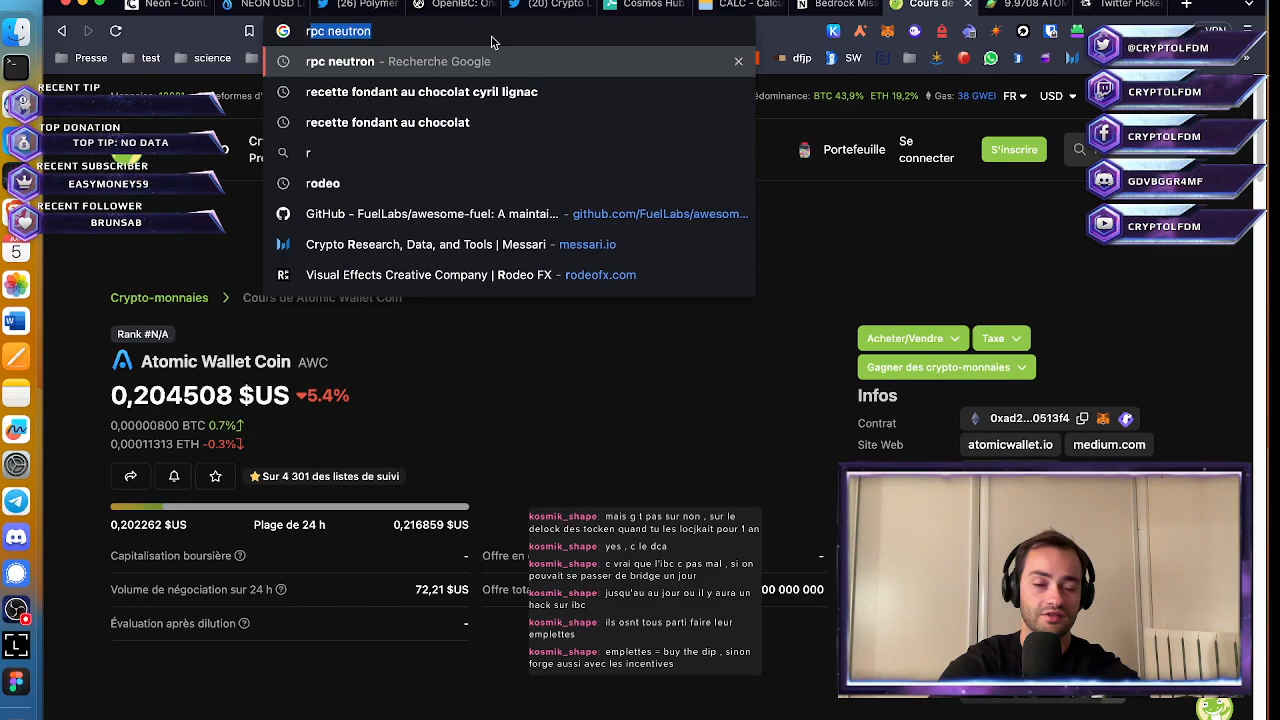 Neon - CoinL
NEON USD Li
(2) Polymer
OpenIBC: On
(20) Crypto L
Cosmos Hub
CALC - Calcu
Bedrock Miss
Cours de
9.9708 ATOM
Twitter Picker
rpc neutron
VPN
Presse
science
dfjp
SW
rpc neutron - Recherche Google
recette fondant au chocolat cyril lignac
recette fondant au chocolat
r
rodeo
GitHub - FuelLabs/awesome-fuel: A maintai... - github.com/FuelLabs/awesom...
Crypto Research, Data, and Tools | Messari - messari.io
Visual Effects Creative Company | Rodeo FX - rodeofx.com
BTC 43,9% ETH 19,2% Gas: 38 GWEI FR USD
Portefeuille
Se connecter
S'inscrire
RECENT TIP
TOP DONATION
TOP TIP: NO DATA
RECENT SUBSCRIBER
EASYMONEY59
RECENT FOLLOWER
BRUNSAB
@CRYPTOLFDM
CRYPTOLFDM
CRYPTOLFDM
GDVBGGR4MF
CRYPTOLFDM
Crypto-monnaies
Cours de Atomic Wallet Coin
Rank #N/A
Atomic Wallet Coin AWC
0,204508 $US 5.4%
0,00000800 BTC 0.7%
0,00011313 ETH -0.3%
Sur 4 301 des listes de suivi
0,202262 $US Plage de 24 h 0,216859 $US
Capitalisation boursière -
Volume de négociation sur 24 h 72,21 $US
Évaluation après dilution -
Offre en
-
Offre tota
000 000
Acheter/Vendre
Taxe
Gagner des crypto-monnaies
Infos
Contrat 0xad2...0513f4
Site Web atomicwallet.io medium.com
kosmik_shape: mais g t pas sur non , sur le
delock des tocken quand tu les locjkait pour 1 an
kosmik_shape: yes , c le dca
kosmik_shape: c vrai que l'ibc c pas mal , si on
pouvait se passer de bridge un jour
kosmik_shape: jusqu'au au jour ou il y aura un
hack sur ibc
kosmik_shape: ils osnt tous parti faire leur
emplettes
kosmik_shape: emplettes = buy the dip , sinon
forge aussi avec les incentives